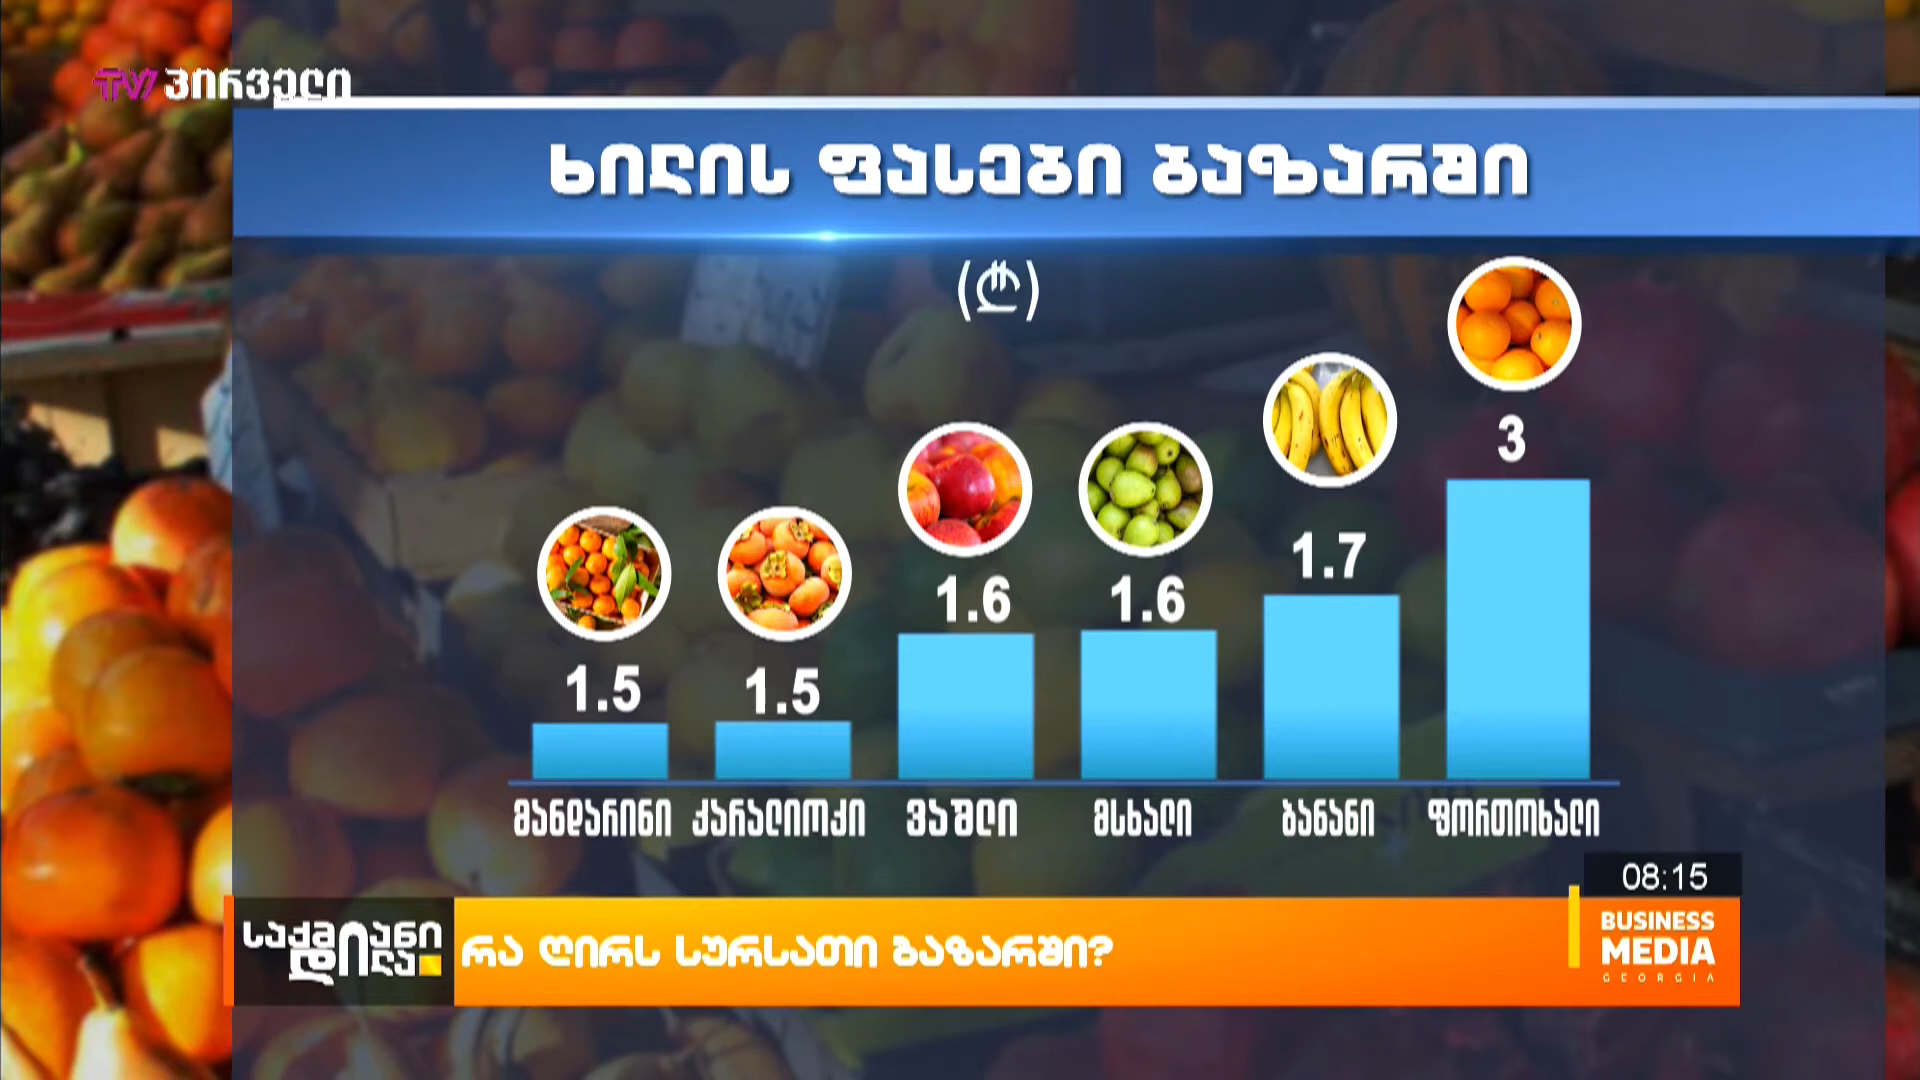 TV პირველი
ხილის ფასები ბაზარში
(₾)
1.5
1.5
1.6
1.6
1.7
3
მანდარინი
კარალიოკი
ვაშლი
მსხალი
ბანანი
ფორთოხალი
08:15
საქმიანი დილა
რა ღირს სურსათი ბაზარში?
BUSINESS
MEDIA
GEORGIA